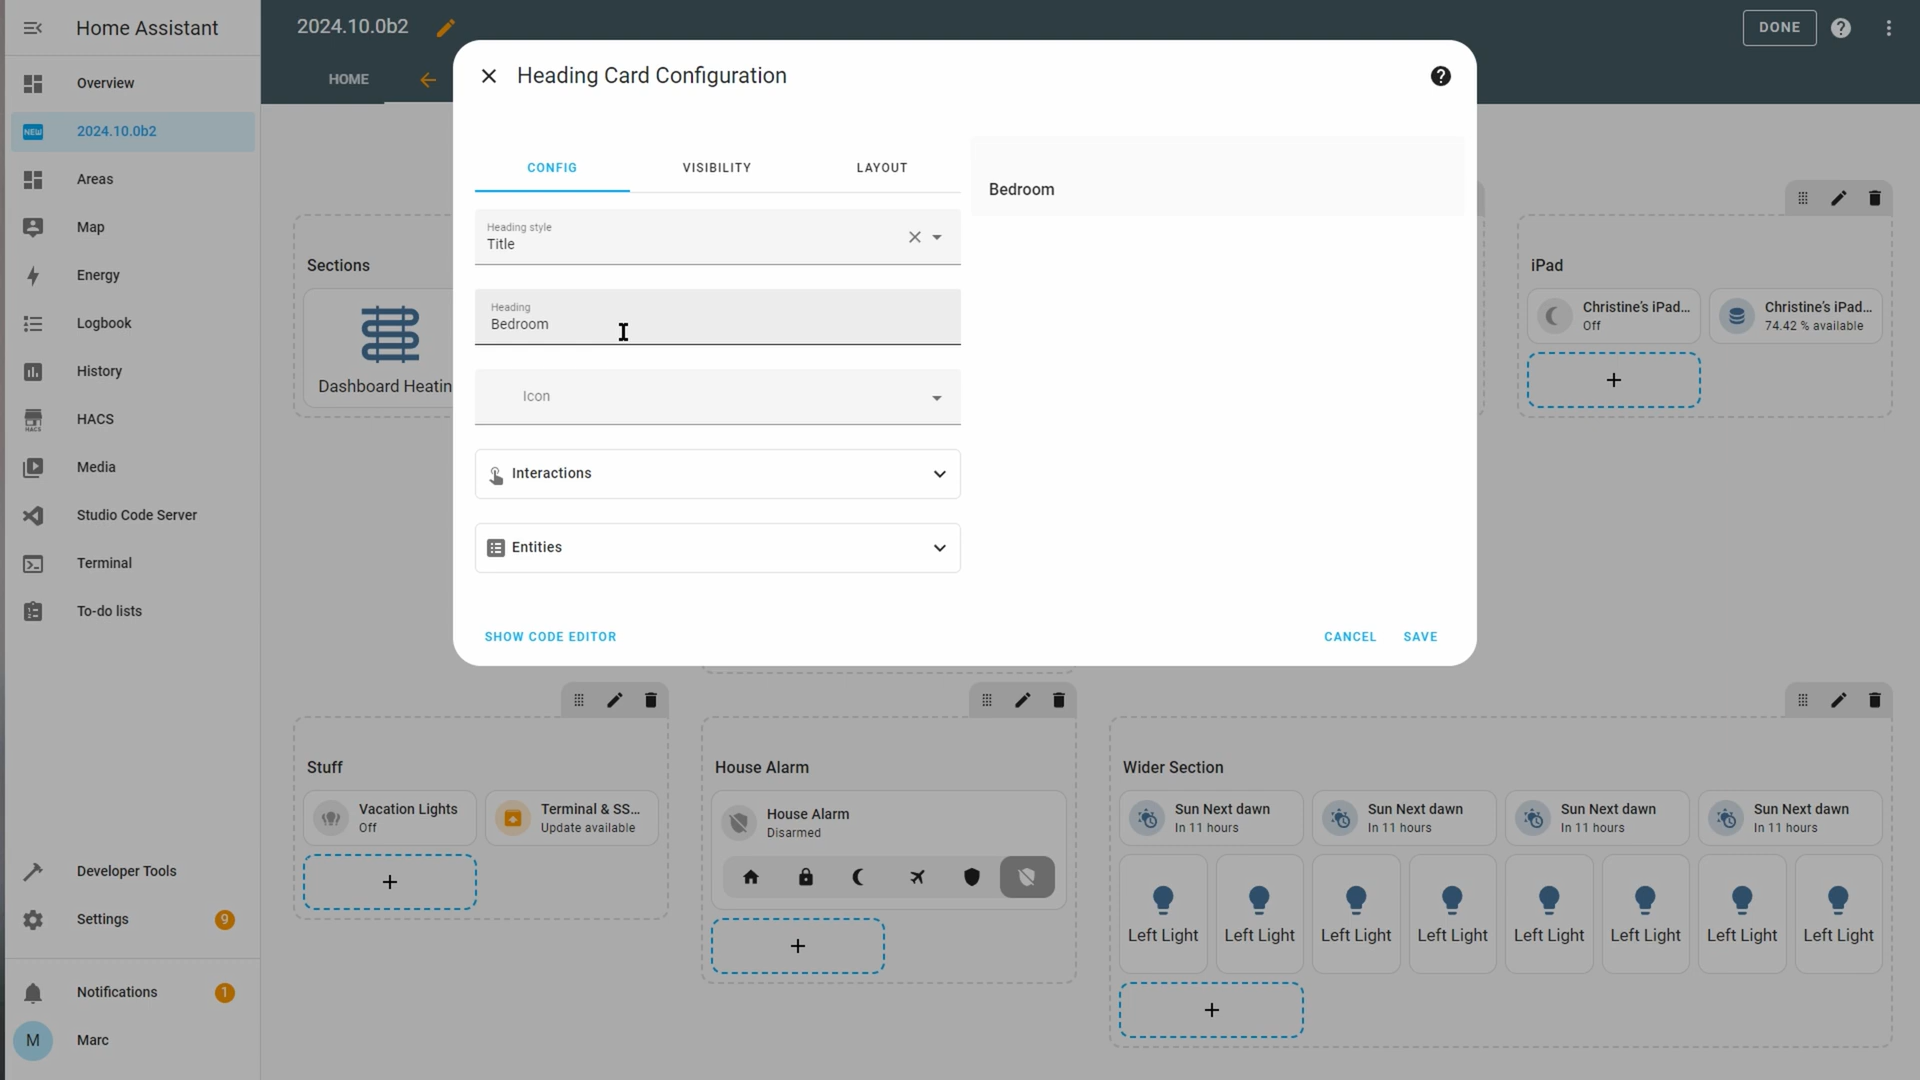 Home Assistant
Overview
NEW
2024.10.0b2
Areas
Map
Energy
Logbook
History
HACS
HACS
Media
Studio Code Server
Terminal
To-do lists
Developer Tools
Settings
9
Notifications
1
M
Marc
2024.10.0b2
DONE
HOME
Heading Card Configuration
CONFIG
VISIBILITY
LAYOUT
Heading style
Title
Heading
Bedroom
Icon
Interactions
Entities
SHOW CODE EDITOR
CANCEL
SAVE
Bedroom
Sections
Dashboard Heatin
iPad
Christine's iPad...
Off
Christine's iPad...
74.42 % available
Stuff
Vacation Lights
Off
Terminal & SS...
Update available
House Alarm
House Alarm
Disarmed
Wider Section
Sun Next dawn
In 11 hours
Sun Next dawn
In 11 hours
Sun Next dawn
In 11 hours
Sun Next dawn
In 11 hours
Left Light
Left Light
Left Light
Left Light
Left Light
Left Light
Left Light
Left Light